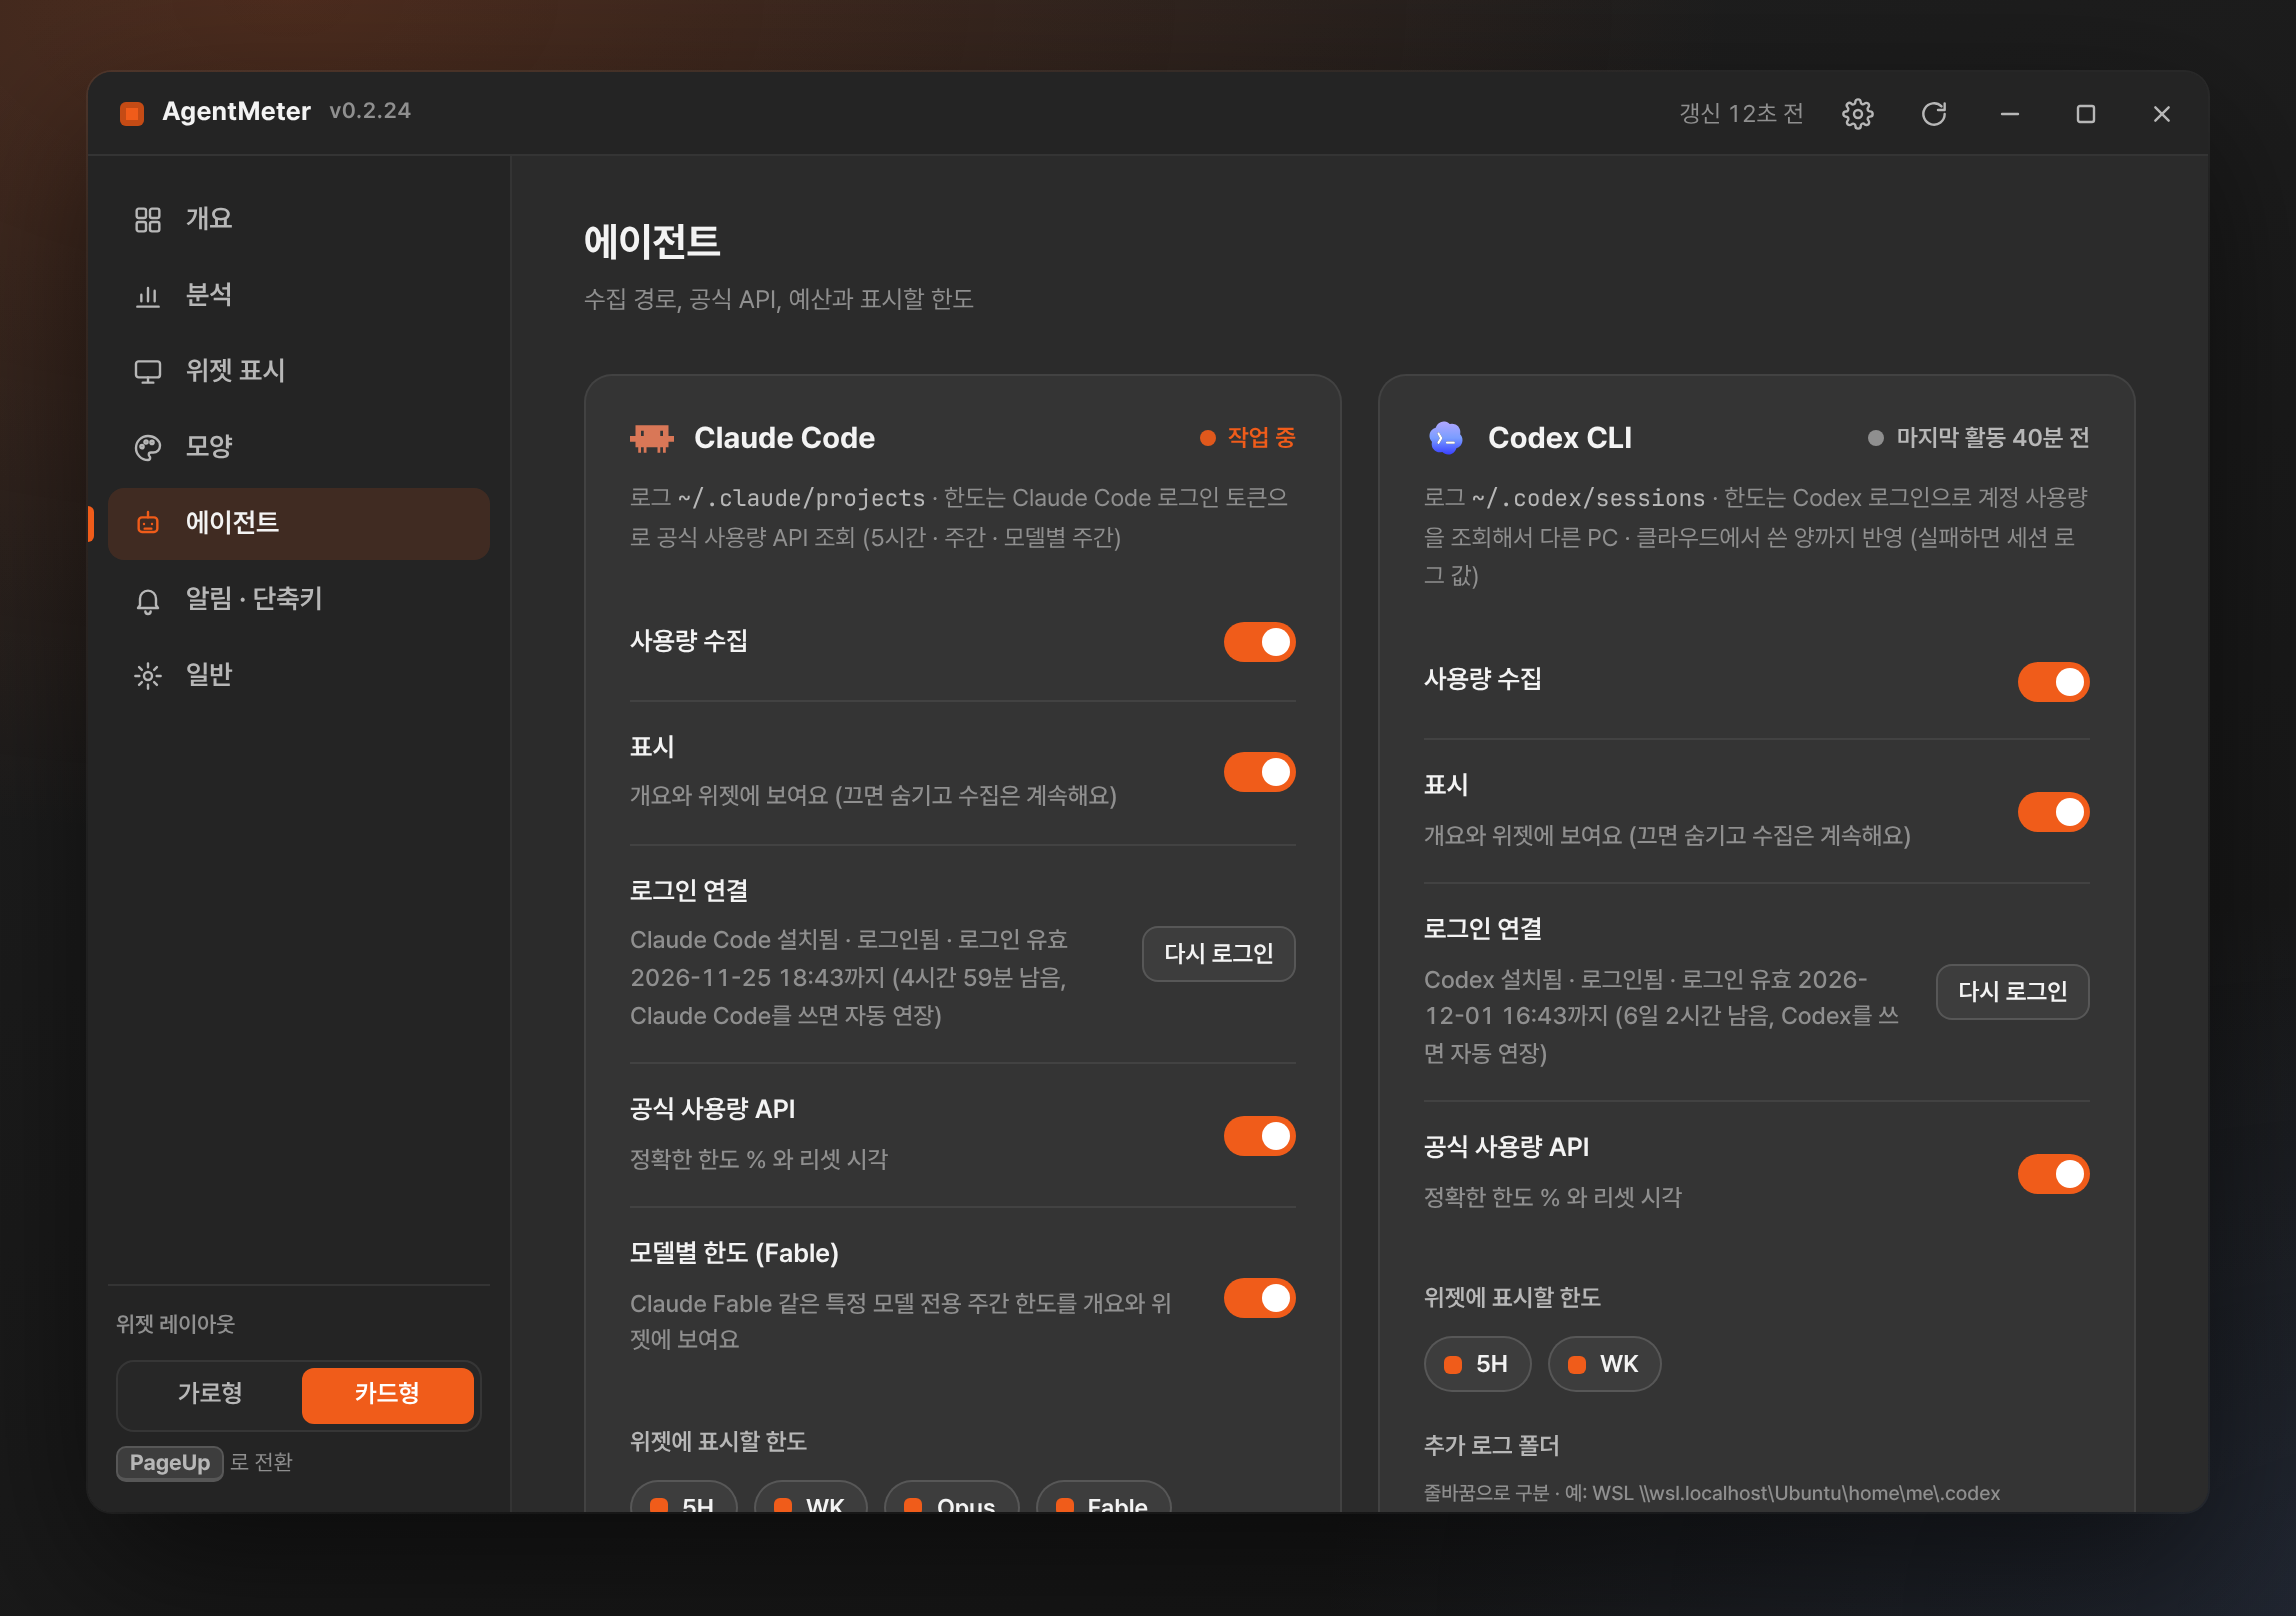 AgentMeter v0.2.24
갱신 12초 전
개요
분석
위젯 표시
모양
에이전트
알림 · 단축키
일반
위젯 레이아웃
가로형
카드형
PageUp 로 전환
에이전트
수집 경로, 공식 API, 예산과 표시할 한도
Claude Code
작업 중
로그 ~/.claude/projects · 한도는 Claude Code 로그인 토큰으
로 공식 사용량 API 조회 (5시간 · 주간 · 모델별 주간)
사용량 수집
표시
개요와 위젯에 보여요 (끄면 숨기고 수집은 계속해요)
로그인 연결
Claude Code 설치됨 · 로그인됨 · 로그인 유효
2026-11-25 18:43까지 (4시간 59분 남음,
Claude Code를 쓰면 자동 연장)
다시 로그인
공식 사용량 API
정확한 한도 % 와 리셋 시각
모델별 한도 (Fable)
Claude Fable 같은 특정 모델 전용 주간 한도를 개요와 위
젯에 보여요
위젯에 표시할 한도
5H
WK
Opus
Fable
Codex CLI
마지막 활동 40분 전
로그 ~/.codex/sessions · 한도는 Codex 로그인으로 계정 사용량
을 조회해서 다른 PC · 클라우드에서 쓴 양까지 반영 (실패하면 세션 로
그 값)
사용량 수집
표시
개요와 위젯에 보여요 (끄면 숨기고 수집은 계속해요)
로그인 연결
Codex 설치됨 · 로그인됨 · 로그인 유효 2026-
12-01 16:43까지 (6일 2시간 남음, Codex를 쓰
면 자동 연장)
다시 로그인
공식 사용량 API
정확한 한도 % 와 리셋 시각
위젯에 표시할 한도
5H
WK
추가 로그 폴더
줄바꿈으로 구분 · 예: WSL \\wsl.localhost\Ubuntu\home\me\.codex